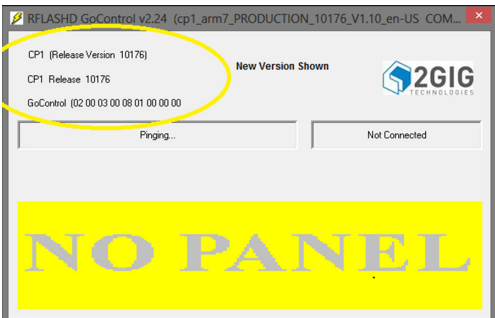 RFLASHD GoControl v2.24 (cp1_arm7_PRODUCTION_10176_V1.10_en-US COM...
CP1 (Release Version 10176)
New Version Shown
CP1 Release 10176
2GIG
TECHNOLOGIES
GoControl (02 00 03 00 08 01 00 00 00
Pinging...
Not Connected
NO PANEL